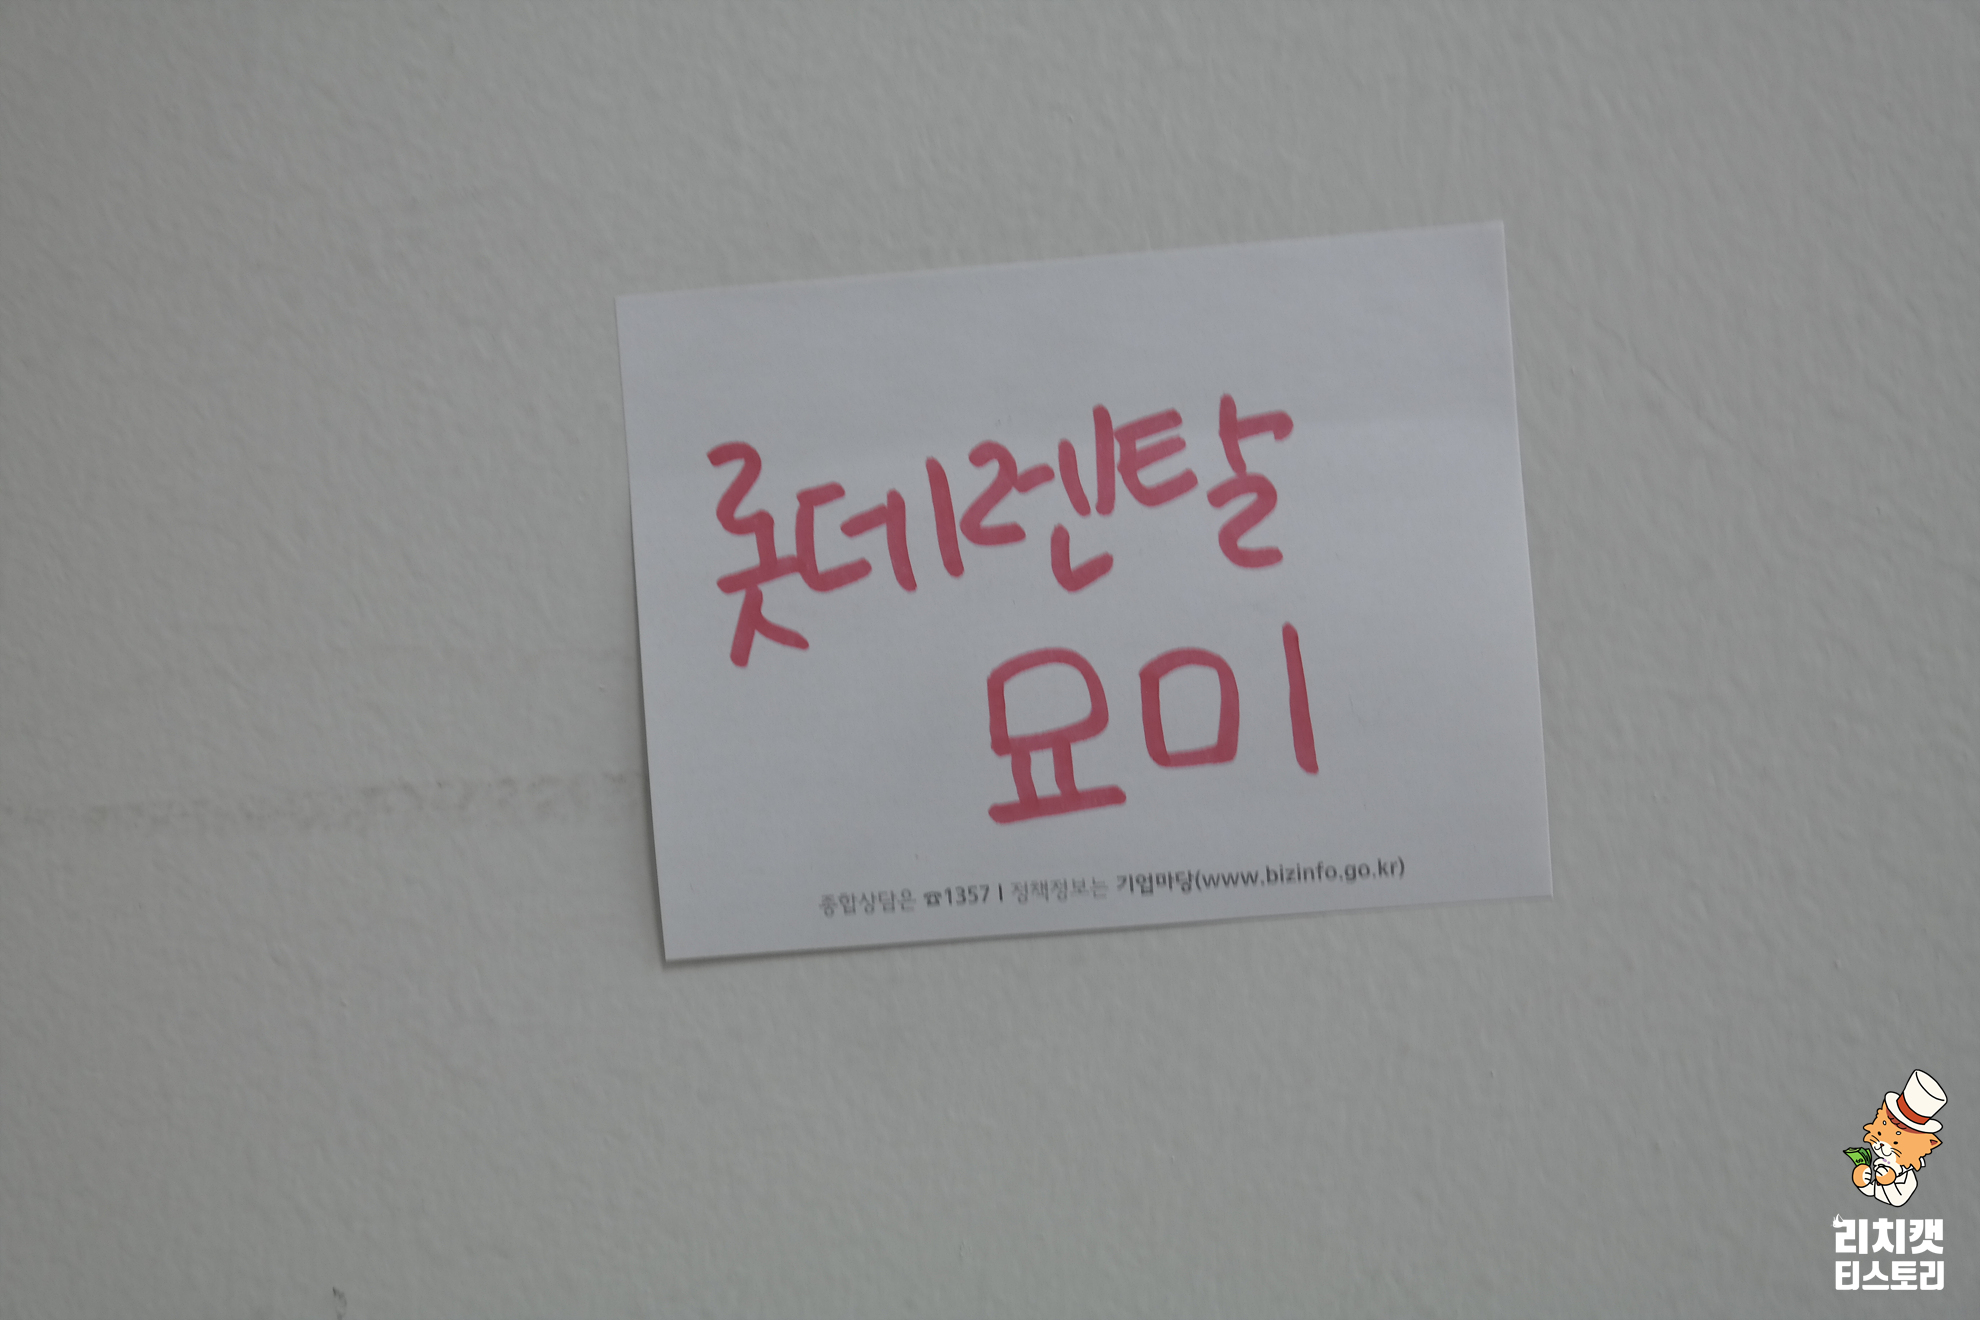 롯데렌탈
묘미
종합상담은 ☎1357 | 정책정보는 기업마당(www.bizinfo.go.kr)
리치캣
티스토리